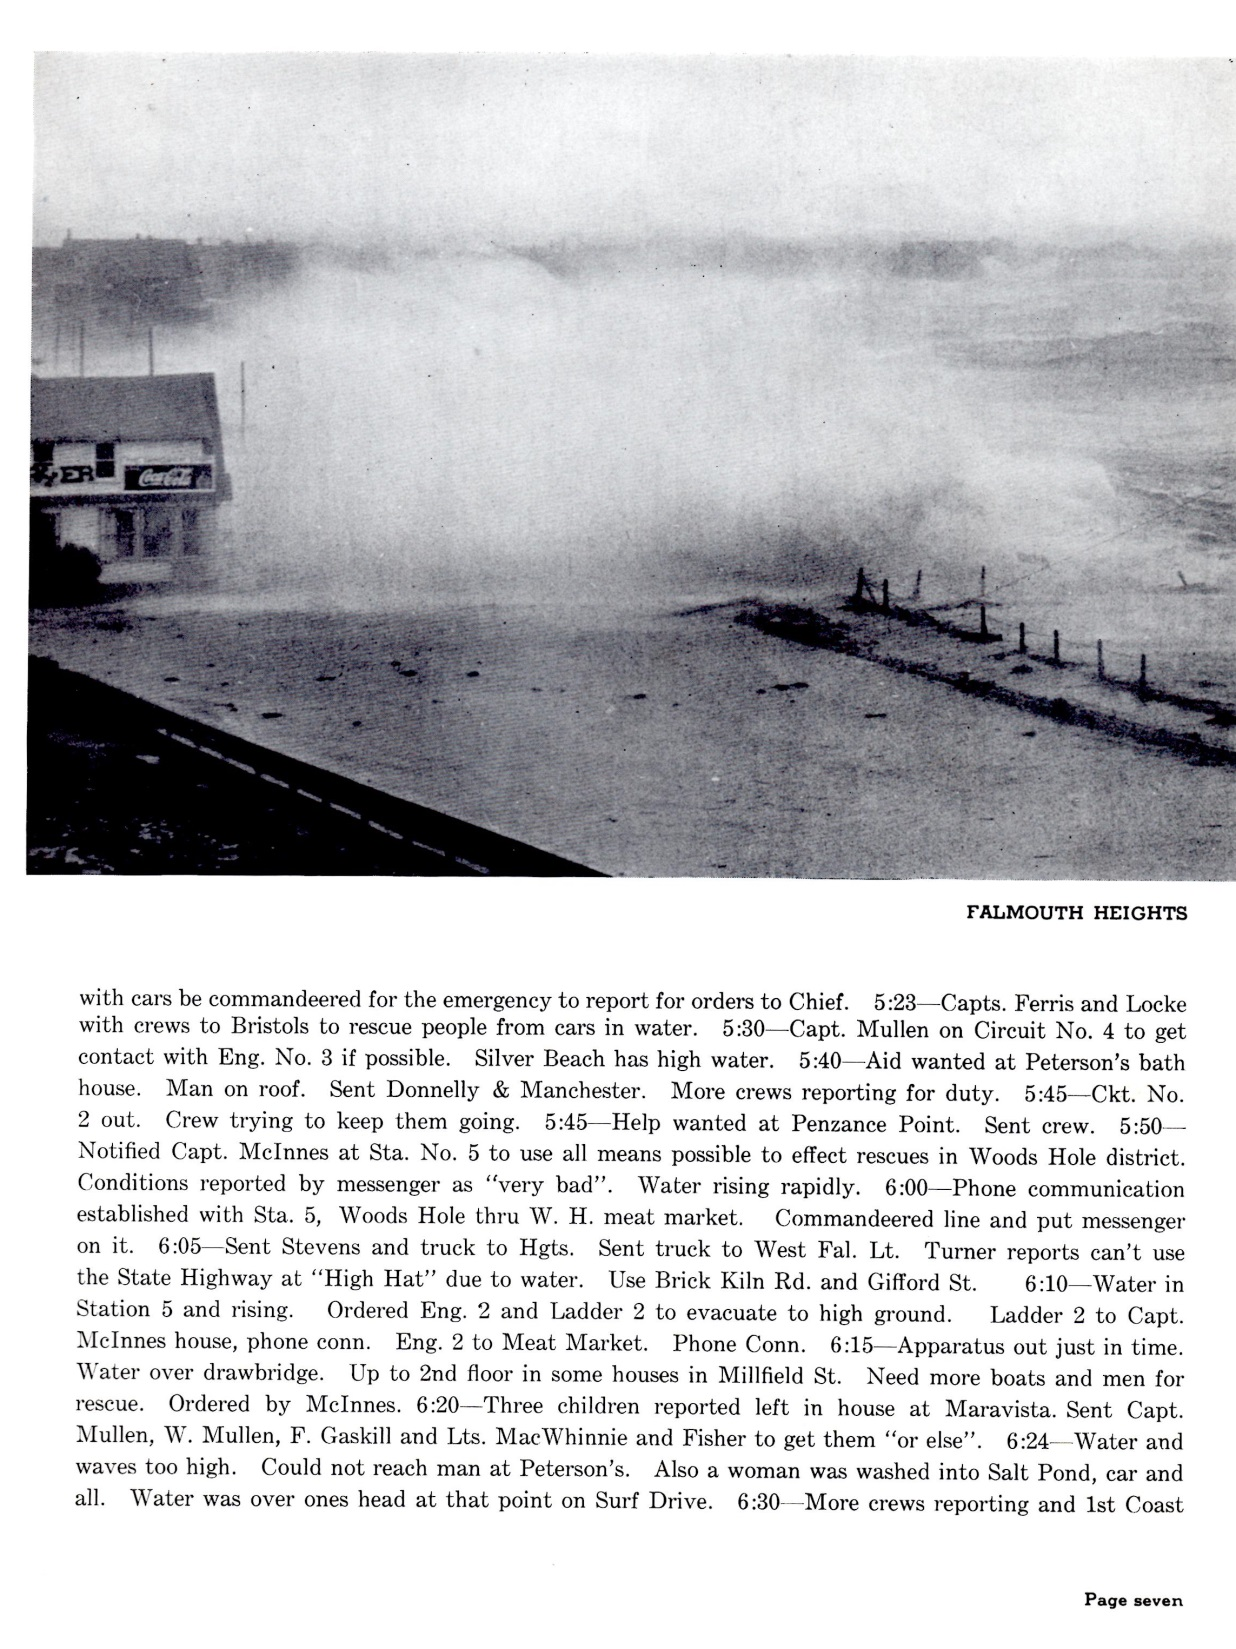 ER
Coca-Cola
FALMOUTH HEIGHTS
with cars be commandeered for the emergency to report for orders to Chief. 5:23—Capts. Ferris and Locke
with crews to Bristols to rescue people from cars in water. 5:30—Capt. Mullen on Circuit No. 4 to get
contact with Eng. No. 3 if possible. Silver Beach has high water. 5:40—Aid wanted at Peterson's bath
house. Man on roof. Sent Donnelly & Manchester. More crews reporting for duty. 5:45—Ckt. No.
2 out. Crew trying to keep them going. 5:45—Help wanted at Penzance Point. Sent crew. 5:50—
Notified Capt. McInnes at Sta. No. 5 to use all means possible to effect rescues in Woods Hole district.
Conditions reported by messenger as "very bad". Water rising rapidly. 6:00—Phone communication
established with Sta. 5, Woods Hole thru W. H. meat market. Commandeered line and put messenger
on it. 6:05—Sent Stevens and truck to Hgts. Sent truck to West Fal. Lt. Turner reports can't use
the State Highway at "High Hat" due to water. Use Brick Kiln Rd. and Gifford St. 6:10—Water in
Station 5 and rising. Ordered Eng. 2 and Ladder 2 to evacuate to high ground. Ladder 2 to Capt.
McInnes house, phone conn. Eng. 2 to Meat Market. Phone Conn. 6:15—Apparatus out just in time.
Water over drawbridge. Up to 2nd floor in some houses in Millfield St. Need more boats and men for
rescue. Ordered by McInnes. 6:20—Three children reported left in house at Maravista. Sent Capt.
Mullen, W. Mullen, F. Gaskill and Lts. MacWhinnie and Fisher to get them "or else". 6:24—Water and
waves too high. Could not reach man at Peterson's. Also a woman was washed into Salt Pond, car and
all. Water was over ones head at that point on Surf Drive. 6:30—More crews reporting and 1st Coast
Page seven